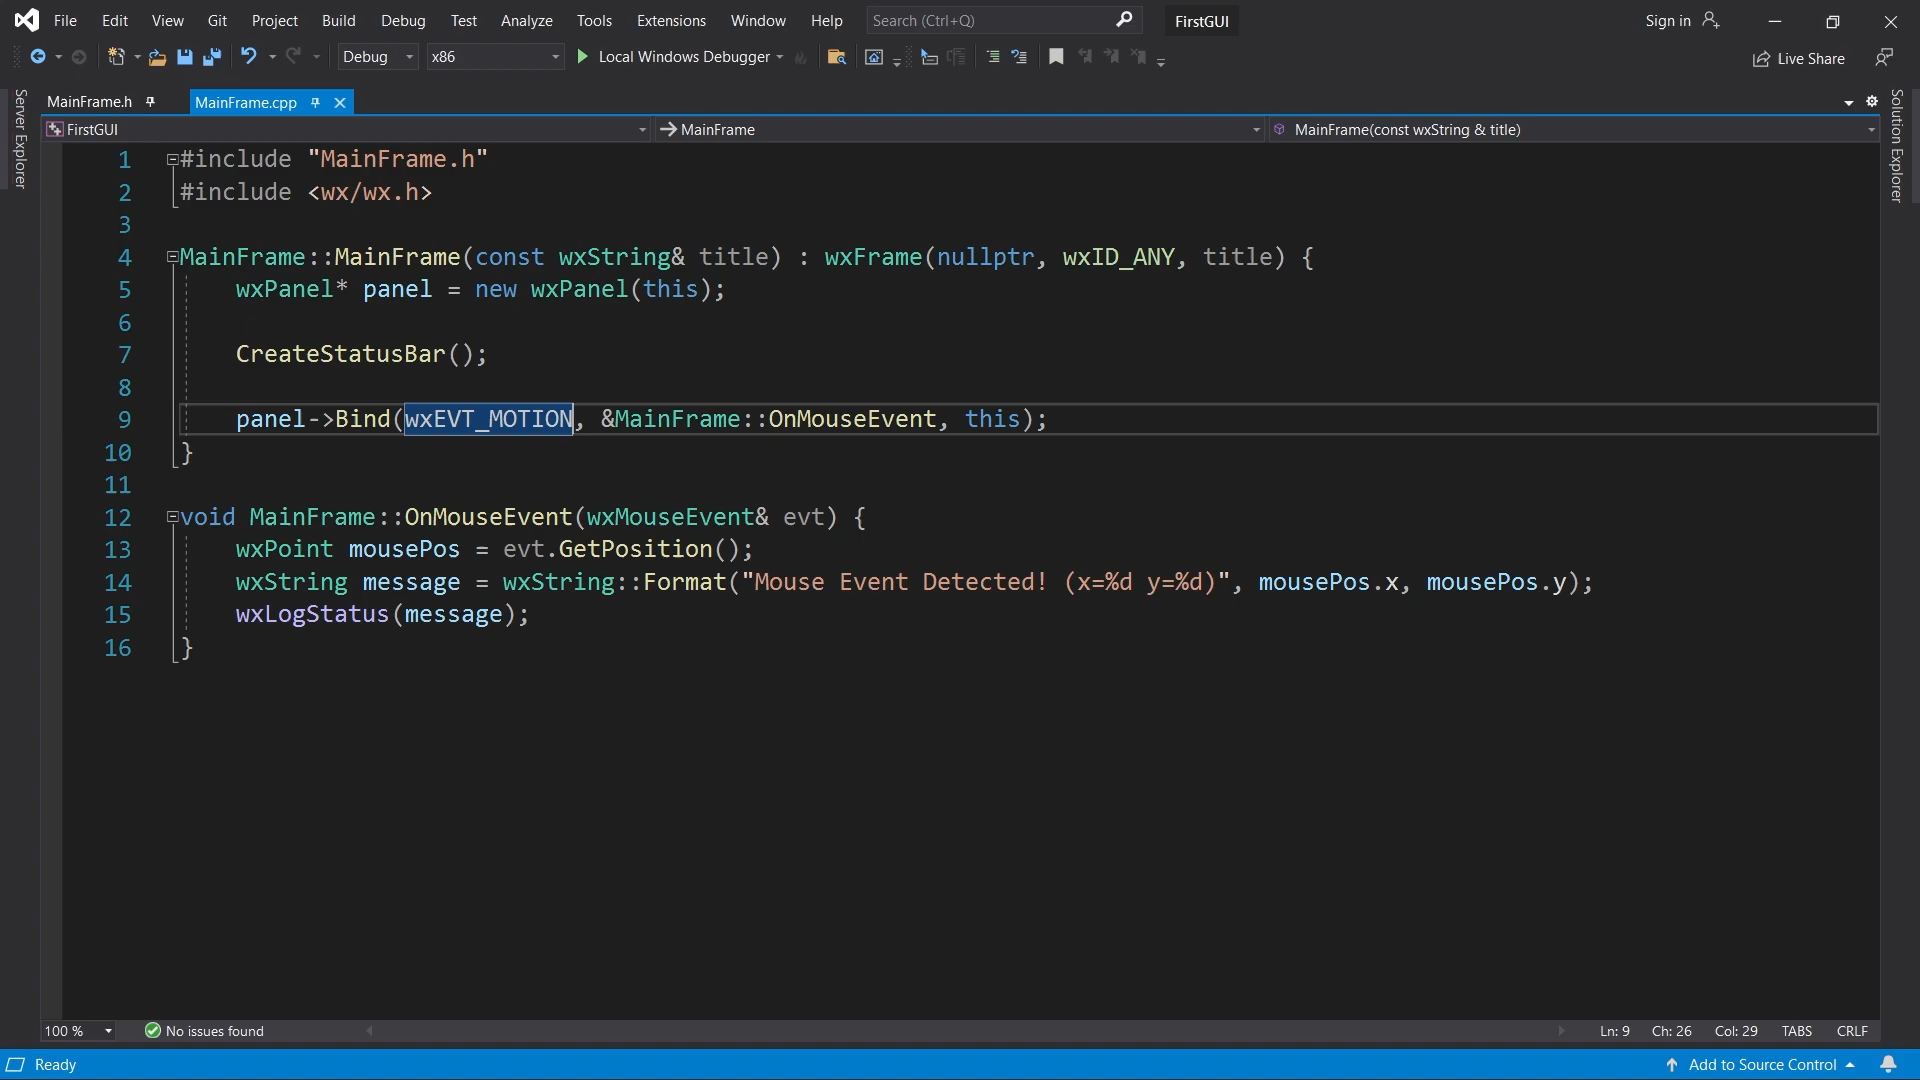 File Edit View Git Project Build Debug Test Analyze Tools Extensions Window Help Search (Ctrl+Q) FirstGUI Sign in
Debug x86 Local Windows Debugger Live Share
Server Explorer
MainFrame.h MainFrame.cpp
Solution Explorer
FirstGUI MainFrame MainFrame(const wxString & title)
1 #include "MainFrame.h"
2 #include <wx/wx.h>
3
4 MainFrame::MainFrame(const wxString& title) : wxFrame(nullptr, wxID_ANY, title) {
5 wxPanel* panel = new wxPanel(this);
6
7 CreateStatusBar();
8
9 panel->Bind(wxEVT_MOTION, &MainFrame::OnMouseEvent, this);
10 }
11
12 void MainFrame::OnMouseEvent(wxMouseEvent& evt) {
13 wxPoint mousePos = evt.GetPosition();
14 wxString message = wxString::Format("Mouse Event Detected! (x=%d y=%d)", mousePos.x, mousePos.y);
15 wxLogStatus(message);
16 }
100 % No issues found Ln: 9 Ch: 26 Col: 29 TABS CRLF
Ready Add to Source Control